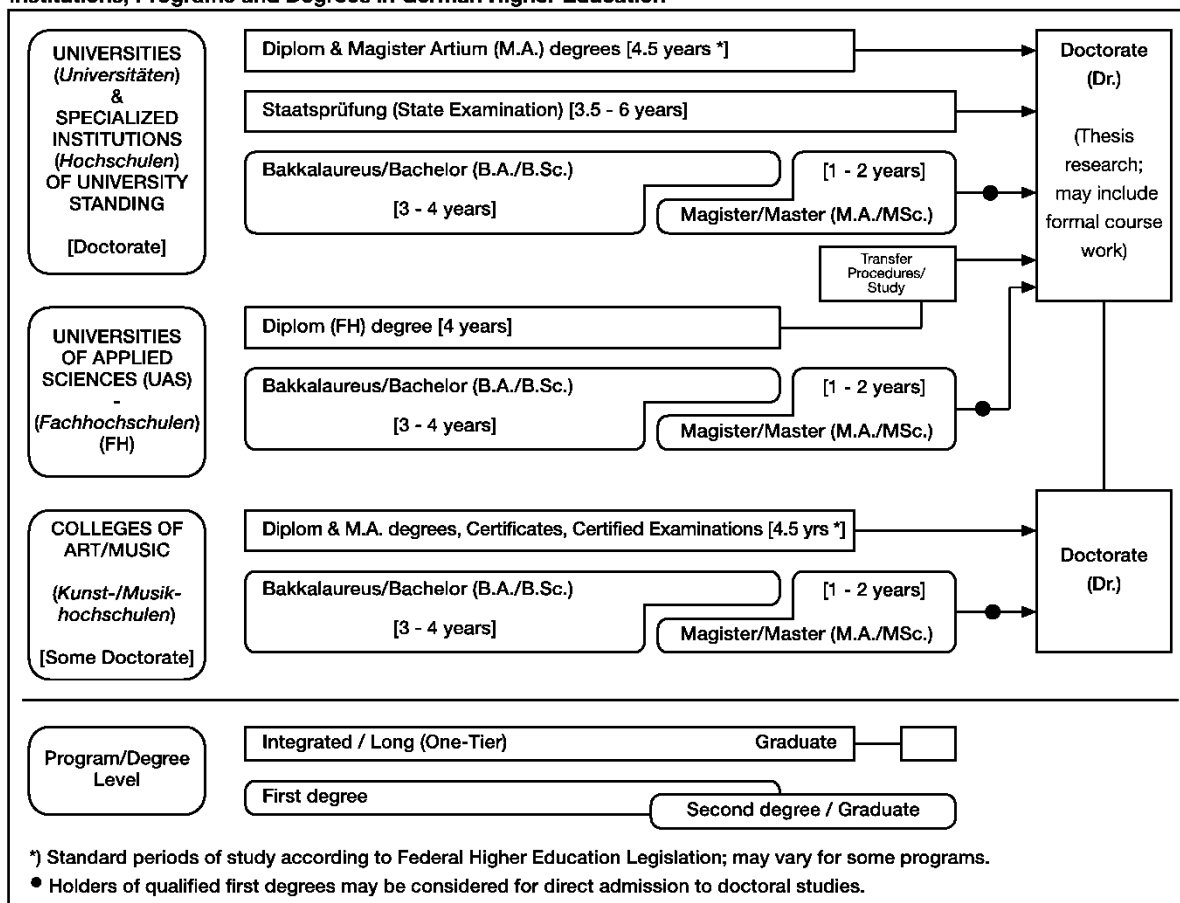 Institutions, Programs and Degrees in German Higher Education
UNIVERSITIES
(Universitäten)
&
SPECIALIZED
INSTITUTIONS
(Hochschulen)
OF UNIVERSITY
STANDING
[Doctorate]
Diplom & Magister Artium (M.A.) degrees [4.5 years *]
Staatsprüfung (State Examination) [3.5 - 6 years]
Bakkalaureus/Bachelor (B.A./B.Sc.)
[3 - 4 years]
[1 - 2 years]
Magister/Master (M.A./MSc.)
Transfer
Procedures/
Study
Doctorate
(Dr.)
(Thesis
research;
may include
formal course
work)
UNIVERSITIES
OF APPLIED
SCIENCES (UAS)
-
(Fachhochschulen)
(FH)
Diplom (FH) degree [4 years]
Bakkalaureus/Bachelor (B.A./B.Sc.)
[3 - 4 years]
[1 - 2 years]
Magister/Master (M.A./MSc.)
COLLEGES OF
ART/MUSIC
(Kunst-/Musik-
hochschulen)
[Some Doctorate]
Diplom & M.A. degrees, Certificates, Certified Examinations [4.5 yrs *]
Bakkalaureus/Bachelor (B.A./B.Sc.)
[3 - 4 years]
[1 - 2 years]
Magister/Master (M.A./MSc.)
Doctorate
(Dr.)
Program/Degree
Level
Integrated / Long (One-Tier) Graduate
First degree
Second degree / Graduate
*) Standard periods of study according to Federal Higher Education Legislation; may vary for some programs.
● Holders of qualified first degrees may be considered for direct admission to doctoral studies.